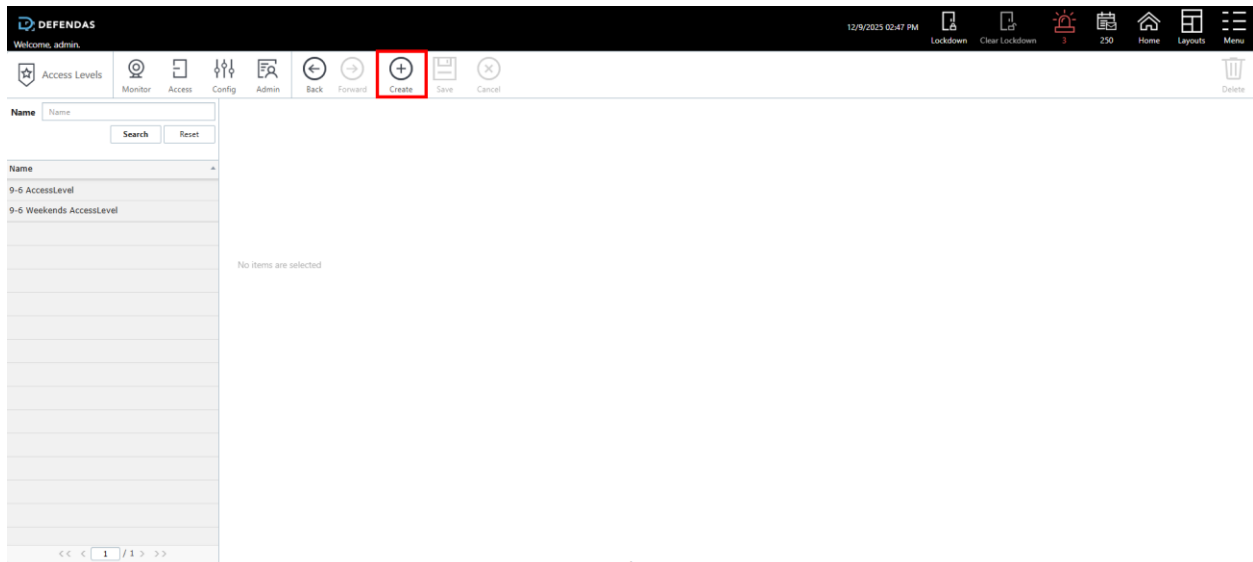 DEFENDAS
Welcome, admin.
12/9/2025 02:47 PM
Lockdown
Clear Lockdown
3
250
Home
Layouts
Menu
Access Levels
Monitor
Access
Config
Admin
Back
Forward
Create
Save
Cancel
Delete
Name
Name
Search
Reset
Name
9-6 AccessLevel
9-6 Weekends AccessLevel
No items are selected
<< < 1 / 1 > >>